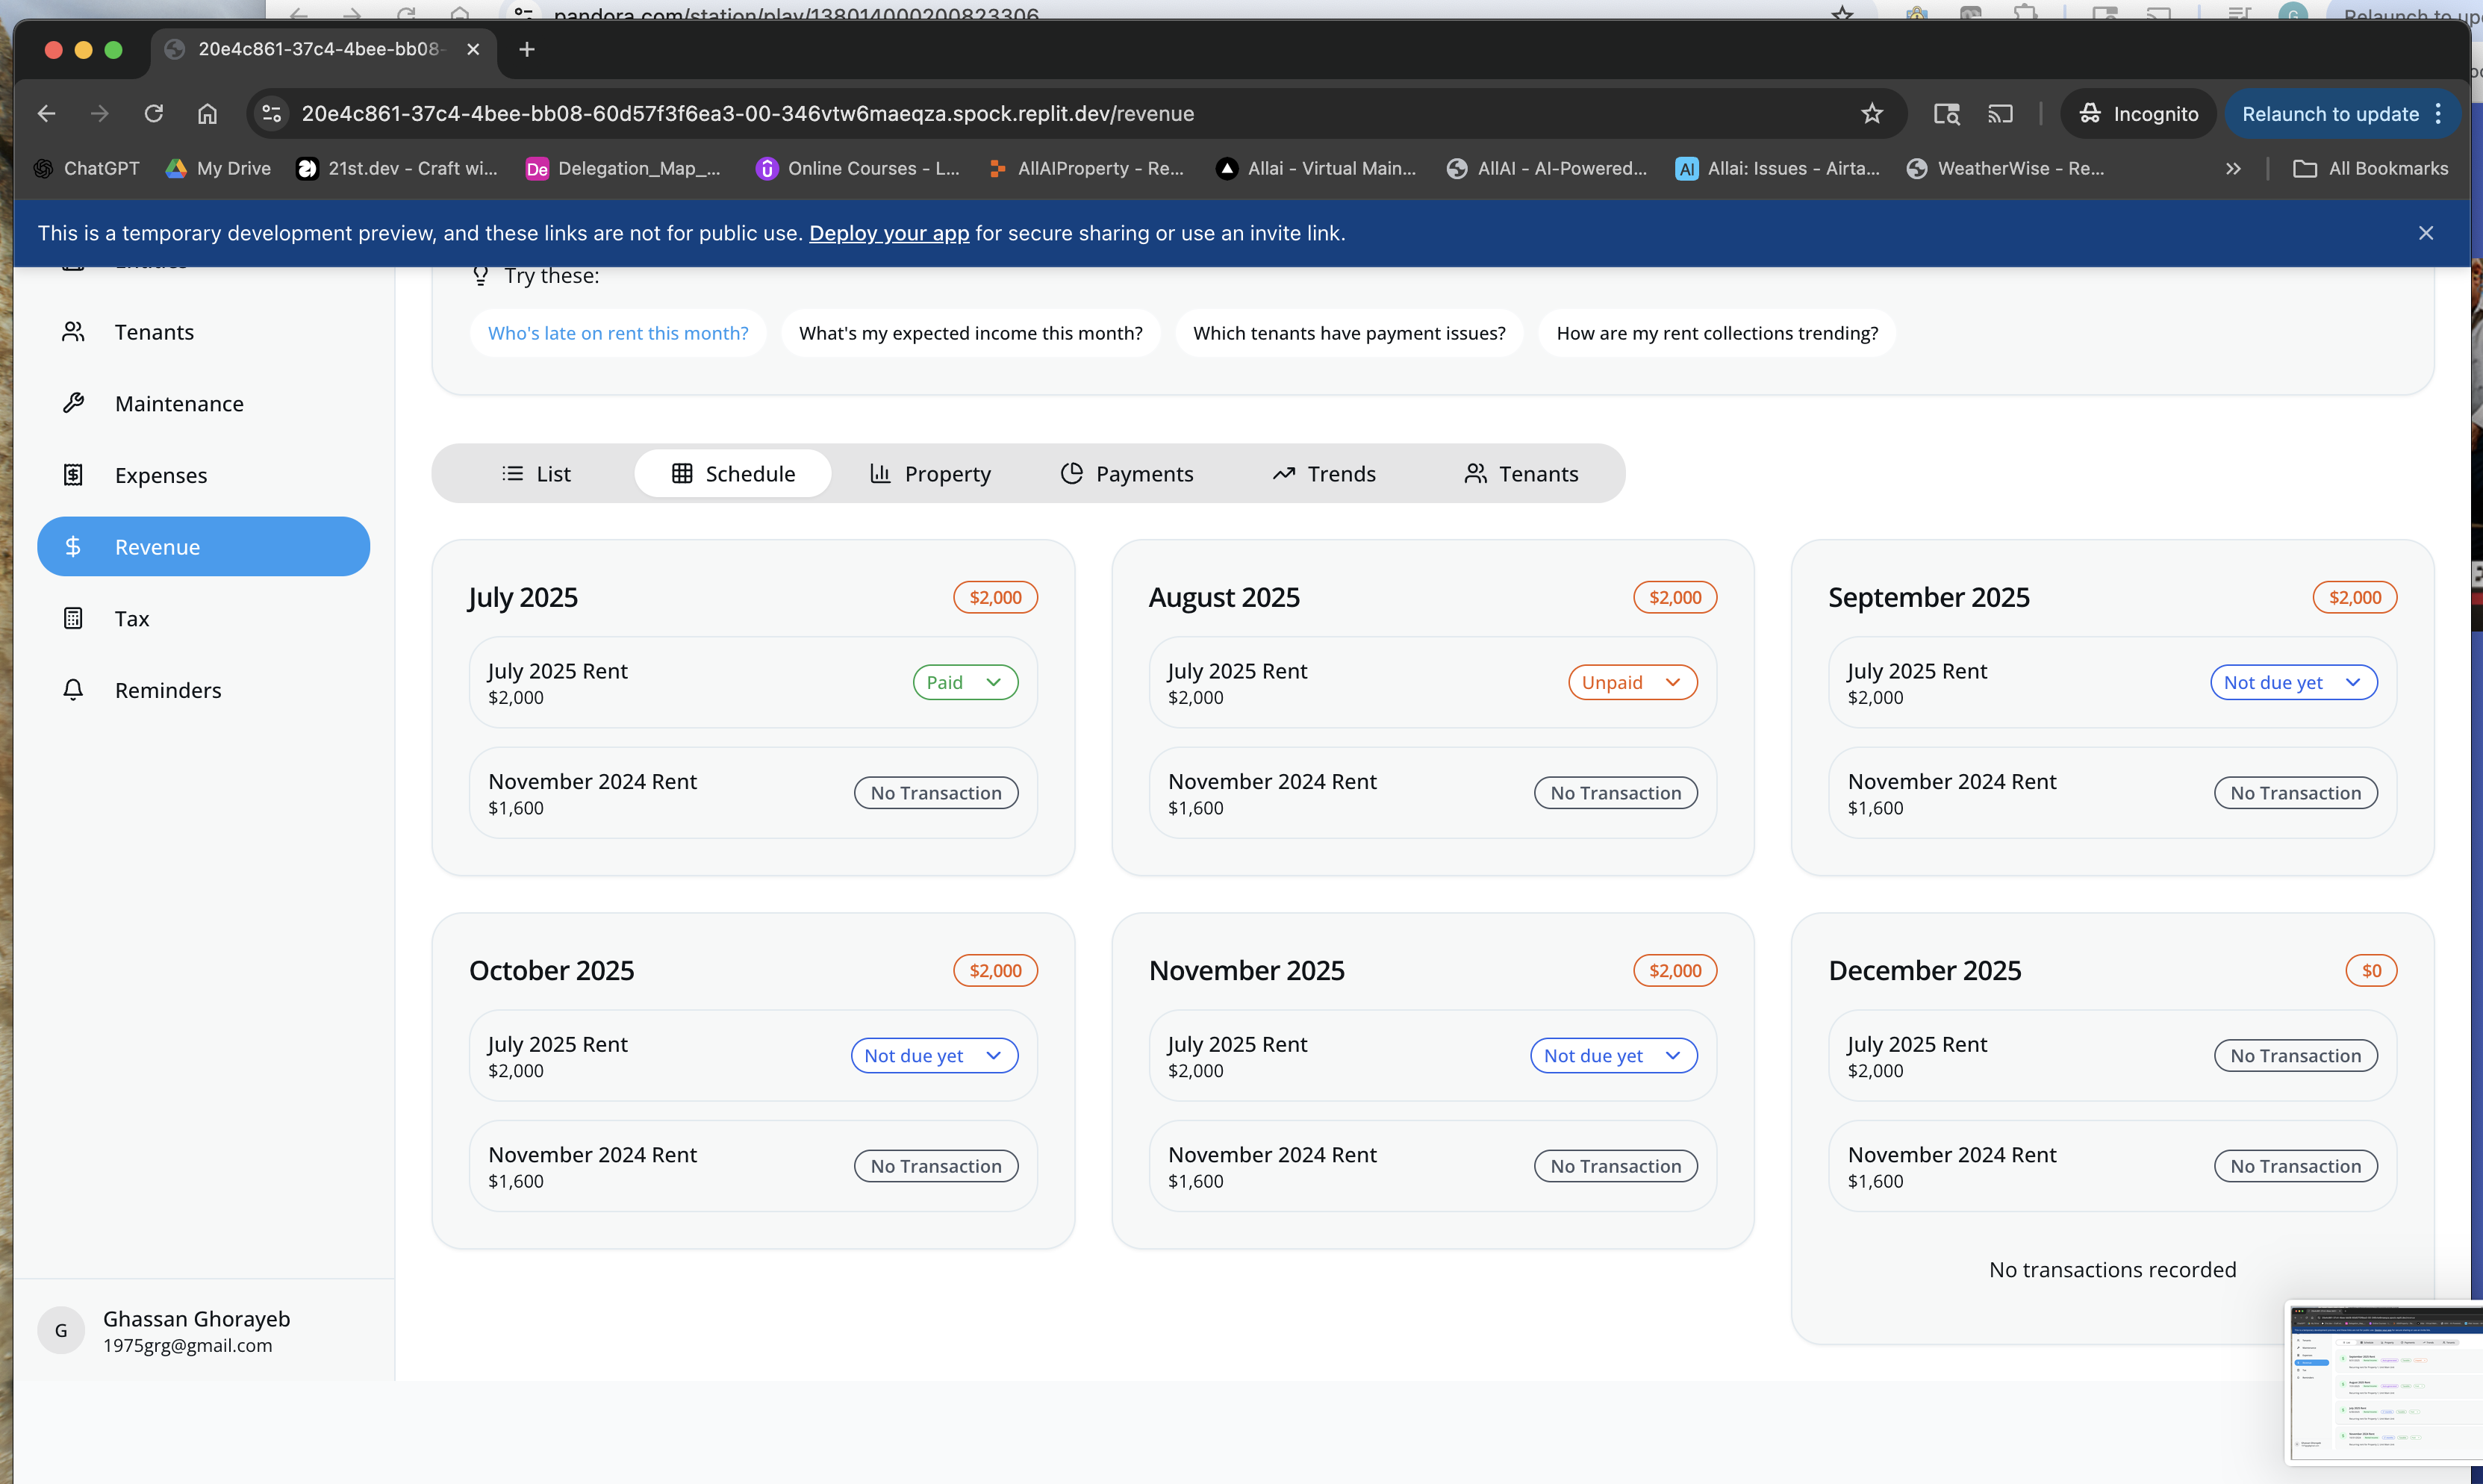 pandora.com/station/play/138014000200823306
Relaunch to up
20e4c861-37c4-4bee-bb08-
20e4c861-37c4-4bee-bb08-60d57f3f6ea3-00-346vtw6maeqza.spock.replit.dev/revenue
Incognito
Relaunch to update
ChatGPT
My Drive
21st.dev - Craft wi...
De Delegation_Map_...
Online Courses - L...
AllAIProperty - Re...
Allai - Virtual Main...
AllAI - AI-Powered...
AI Allai: Issues - Airta...
WeatherWise - Re...
All Bookmarks
This is a temporary development preview, and these links are not for public use. Deploy your app for secure sharing or use an invite link.
Tenants
Maintenance
Expenses
Revenue
Tax
Reminders
G
Ghassan Ghorayeb
1975grg@gmail.com
Try these:
Who's late on rent this month?
What's my expected income this month?
Which tenants have payment issues?
How are my rent collections trending?
List
Schedule
Property
Payments
Trends
Tenants
July 2025
$2,000
July 2025 Rent
$2,000
Paid
November 2024 Rent
$1,600
No Transaction
August 2025
$2,000
July 2025 Rent
$2,000
Unpaid
November 2024 Rent
$1,600
No Transaction
September 2025
$2,000
July 2025 Rent
$2,000
Not due yet
November 2024 Rent
$1,600
No Transaction
October 2025
$2,000
July 2025 Rent
$2,000
Not due yet
November 2024 Rent
$1,600
No Transaction
November 2025
$2,000
July 2025 Rent
$2,000
Not due yet
November 2024 Rent
$1,600
No Transaction
December 2025
$0
July 2025 Rent
$2,000
No Transaction
November 2024 Rent
$1,600
No Transaction
No transactions recorded